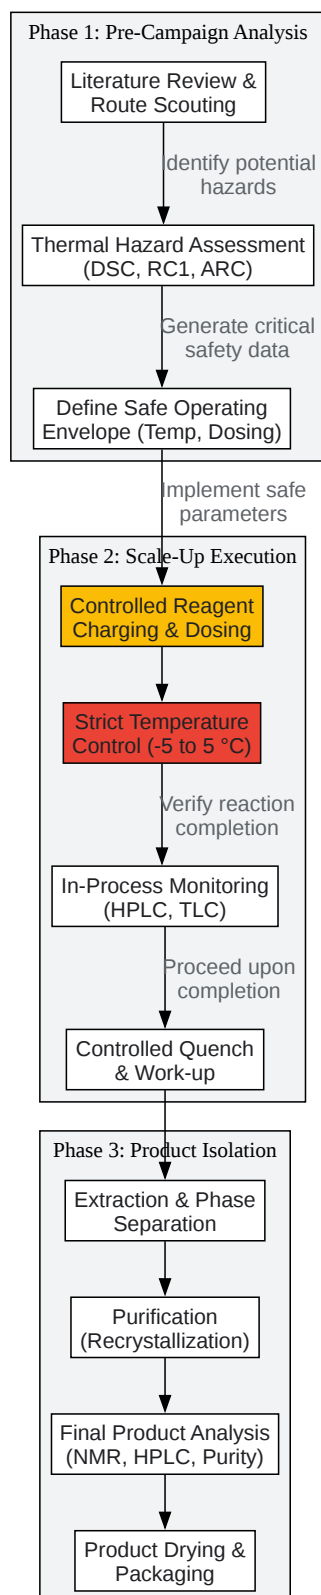 Phase 1: Pre-Campaign Analysis
Literature Review &
Route Scouting
Identify potential
hazards
Thermal Hazard Assessment
(DSC, RC1, ARC)
Generate critical
safety data
Define Safe Operating
Envelope (Temp, Dosing)
Implement safe
parameters
Phase 2: Scale-Up Execution
Controlled Reagent
Charging & Dosing
Strict Temperature
Control (-5 to 5 °C)
Verify reaction
completion
In-Process Monitoring
(HPLC, TLC)
Proceed upon
completion
Controlled Quench
& Work-up
Phase 3: Product Isolation
Extraction & Phase
Separation
Purification
(Recrystallization)
Final Product Analysis
(NMR, HPLC, Purity)
Product Drying &
Packaging